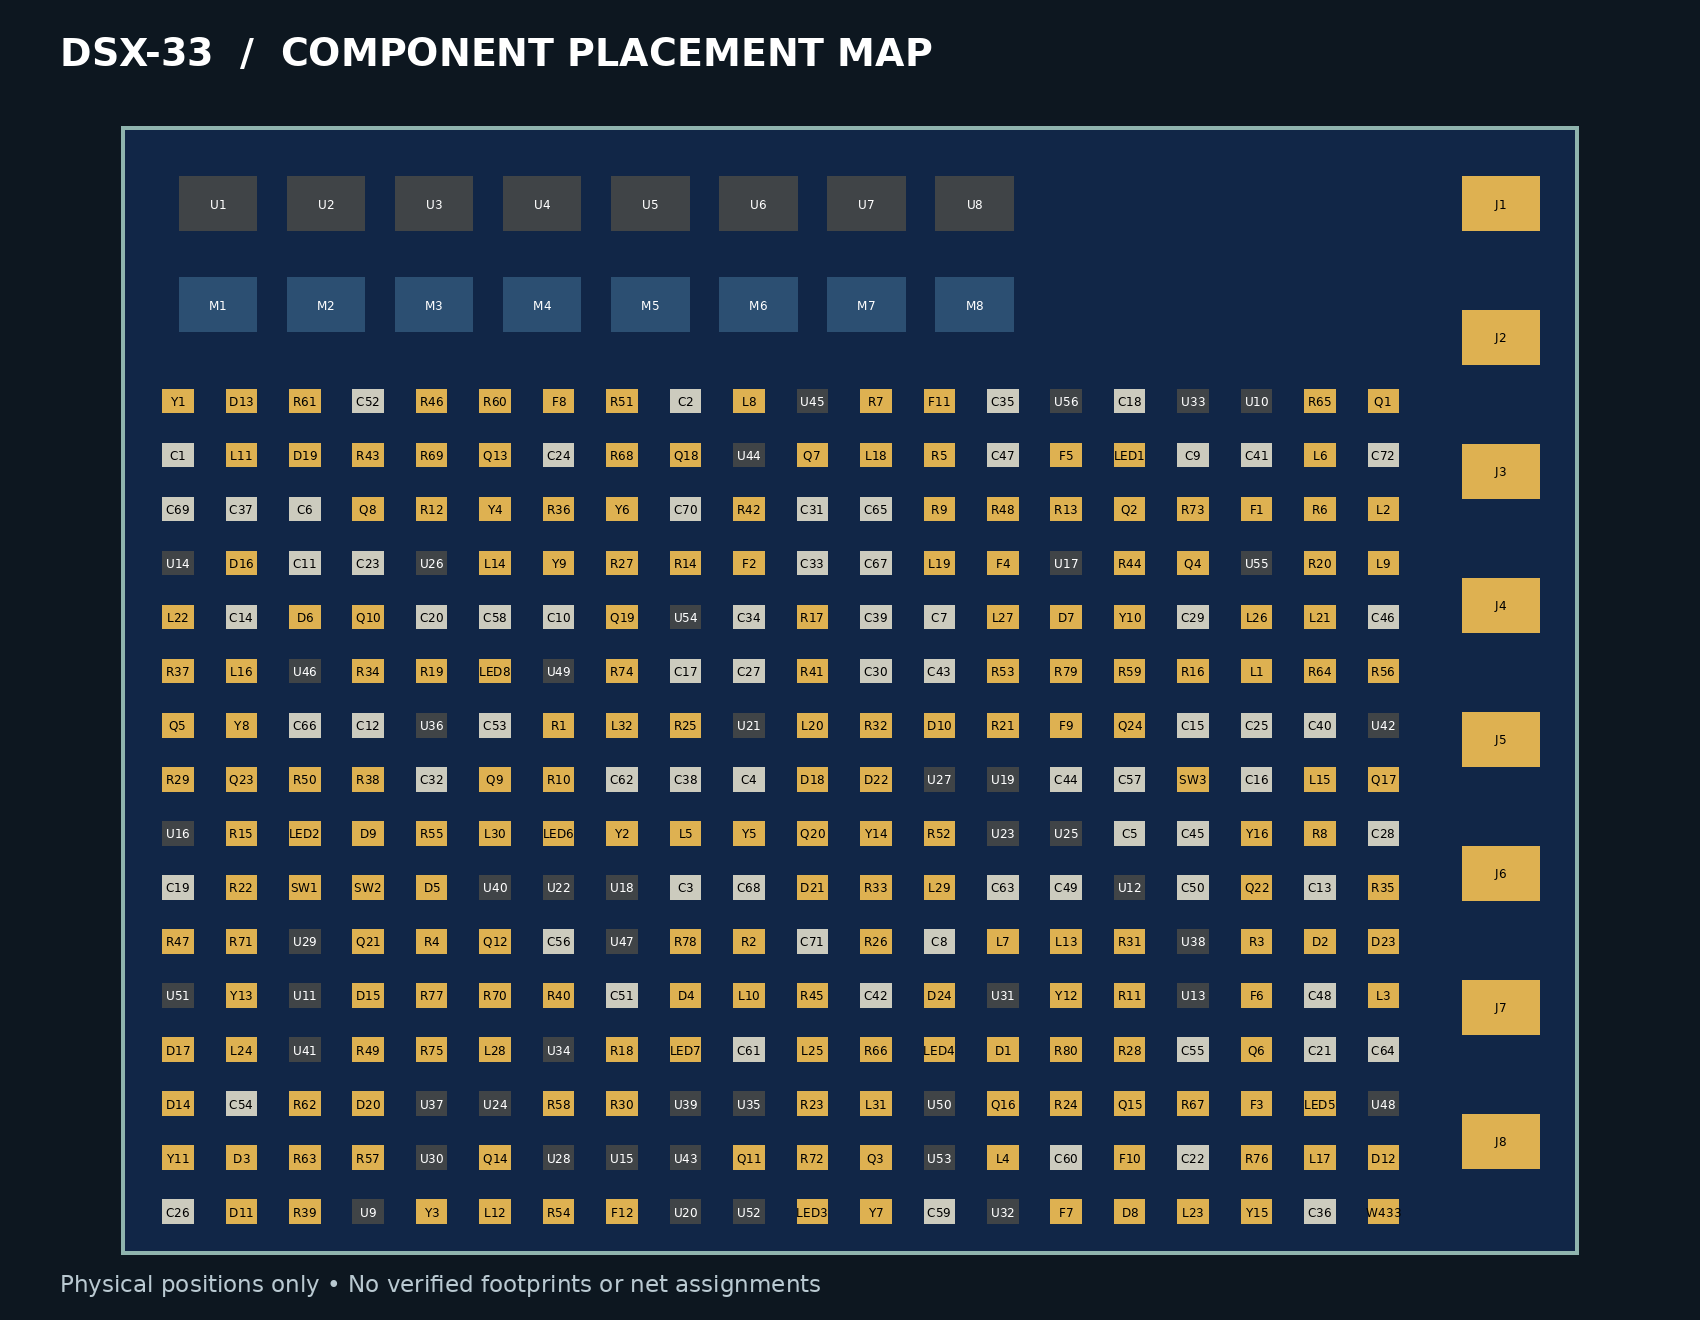 DSX-33 / COMPONENT PLACEMENT MAP
U1 U2 U3 U4 U5 U6 U7 U8 J1
M1 M2 M3 M4 M5 M6 M7 M8
J2
Y1 D13 R61 C52 R46 R60 F8 R51 C2 L8 U45 R7 F11 C35 U56 C18 U33 U10 R65 Q1
C1 L11 D19 R43 R69 Q13 C24 R68 Q18 U44 Q7 L18 R5 C47 F5 LED1 C9 C41 L6 C72
J3
C69 C37 C6 Q8 R12 Y4 R36 Y6 C70 R42 C31 C65 R9 R48 R13 Q2 R73 F1 R6 L2
U14 D16 C11 C23 U26 L14 Y9 R27 R14 F2 C33 C67 L19 F4 U17 R44 Q4 U55 R20 L9
J4
L22 C14 D6 Q10 C20 C58 C10 Q19 U54 C34 R17 C39 C7 L27 D7 Y10 C29 L26 L21 C46
R37 L16 U46 R34 R19 LED8 U49 R74 C17 C27 R41 C30 C43 R53 R79 R59 R16 L1 R64 R56
Q5 Y8 C66 C12 U36 C53 R1 L32 R25 U21 L20 R32 D10 R21 F9 Q24 C15 C25 C40 U42
J5
R29 Q23 R50 R38 C32 Q9 R10 C62 C38 C4 D18 D22 U27 U19 C44 C57 SW3 C16 L15 Q17
U16 R15 LED2 D9 R55 L30 LED6 Y2 L5 Y5 Q20 Y14 R52 U23 U25 C5 C45 Y16 R8 C28
J6
C19 R22 SW1 SW2 D5 U40 U22 U18 C3 C68 D21 R33 L29 C63 C49 U12 C50 Q22 C13 R35
R47 R71 U29 Q21 R4 Q12 C56 U47 R78 R2 C71 R26 C8 L7 L13 R31 U38 R3 D2 D23
U51 Y13 U11 D15 R77 R70 R40 C51 D4 L10 R45 C42 D24 U31 Y12 R11 U13 F6 C48 L3
J7
D17 L24 U41 R49 R75 L28 U34 R18 LED7 C61 L25 R66 LED4 D1 R80 R28 C55 Q6 C21 C64
D14 C54 R62 D20 U37 U24 R58 R30 U39 U35 R23 L31 U50 Q16 R24 Q15 R67 F3 LED5 U48
J8
Y11 D3 R63 R57 U30 Q14 U28 U15 U43 Q11 R72 Q3 U53 L4 C60 F10 C22 R76 L17 D12
C26 D11 R39 U9 Y3 L12 R54 F12 U20 U52 LED3 Y7 C59 U32 F7 D8 L23 Y15 C36 W433
Physical positions only • No verified footprints or net assignments